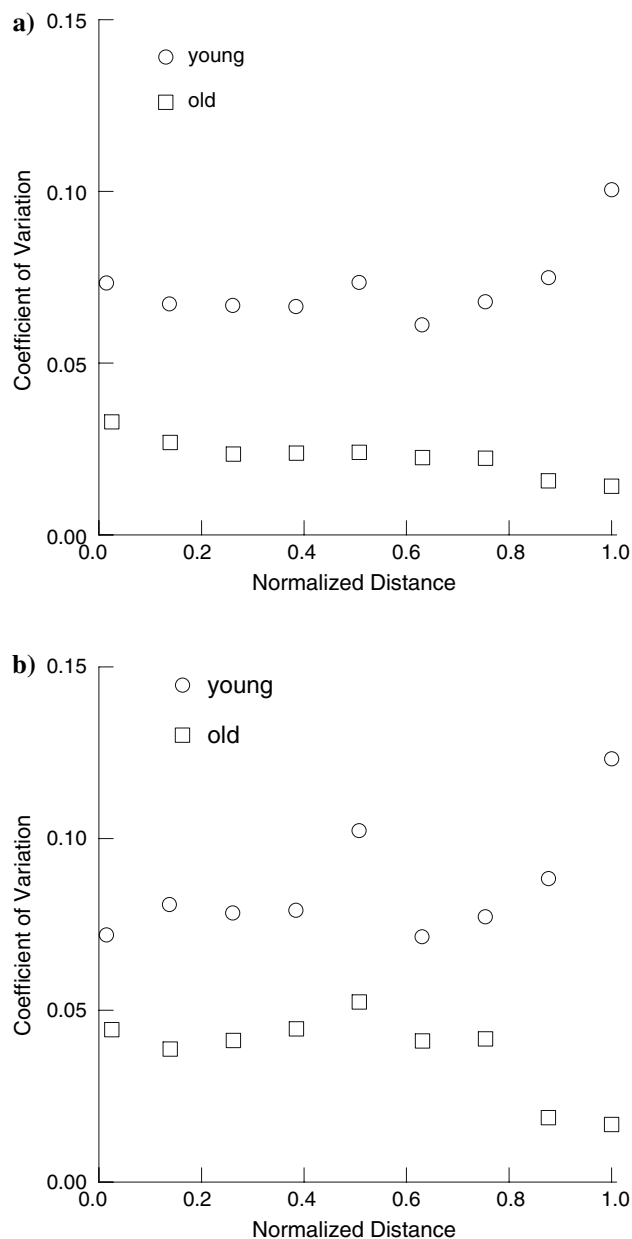 a)
0.15
young
old
0.10
0.05
0.00
Coefficient of Variation
0.0 0.2 0.4 0.6 0.8 1.0
Normalized Distance
b)
0.15
young
old
0.10
0.05
0.00
Coefficient of Variation
0.0 0.2 0.4 0.6 0.8 1.0
Normalized Distance